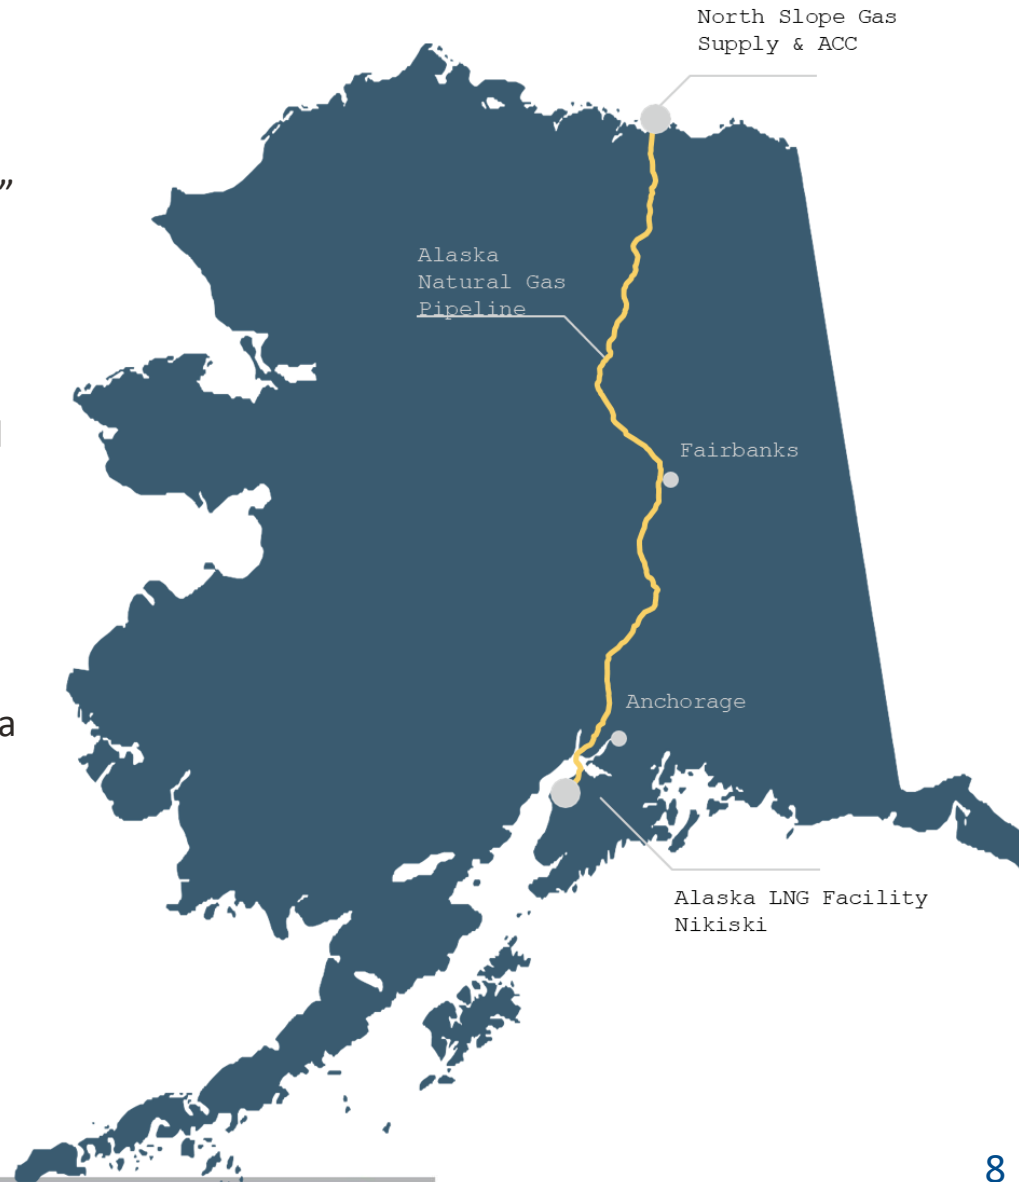 North Slope Gas
Supply & ACC
”
Alaska
Natural Gas
Pipeline
Fairbanks
Anchorage
a
Alaska LNG Facility
Nikiski
8